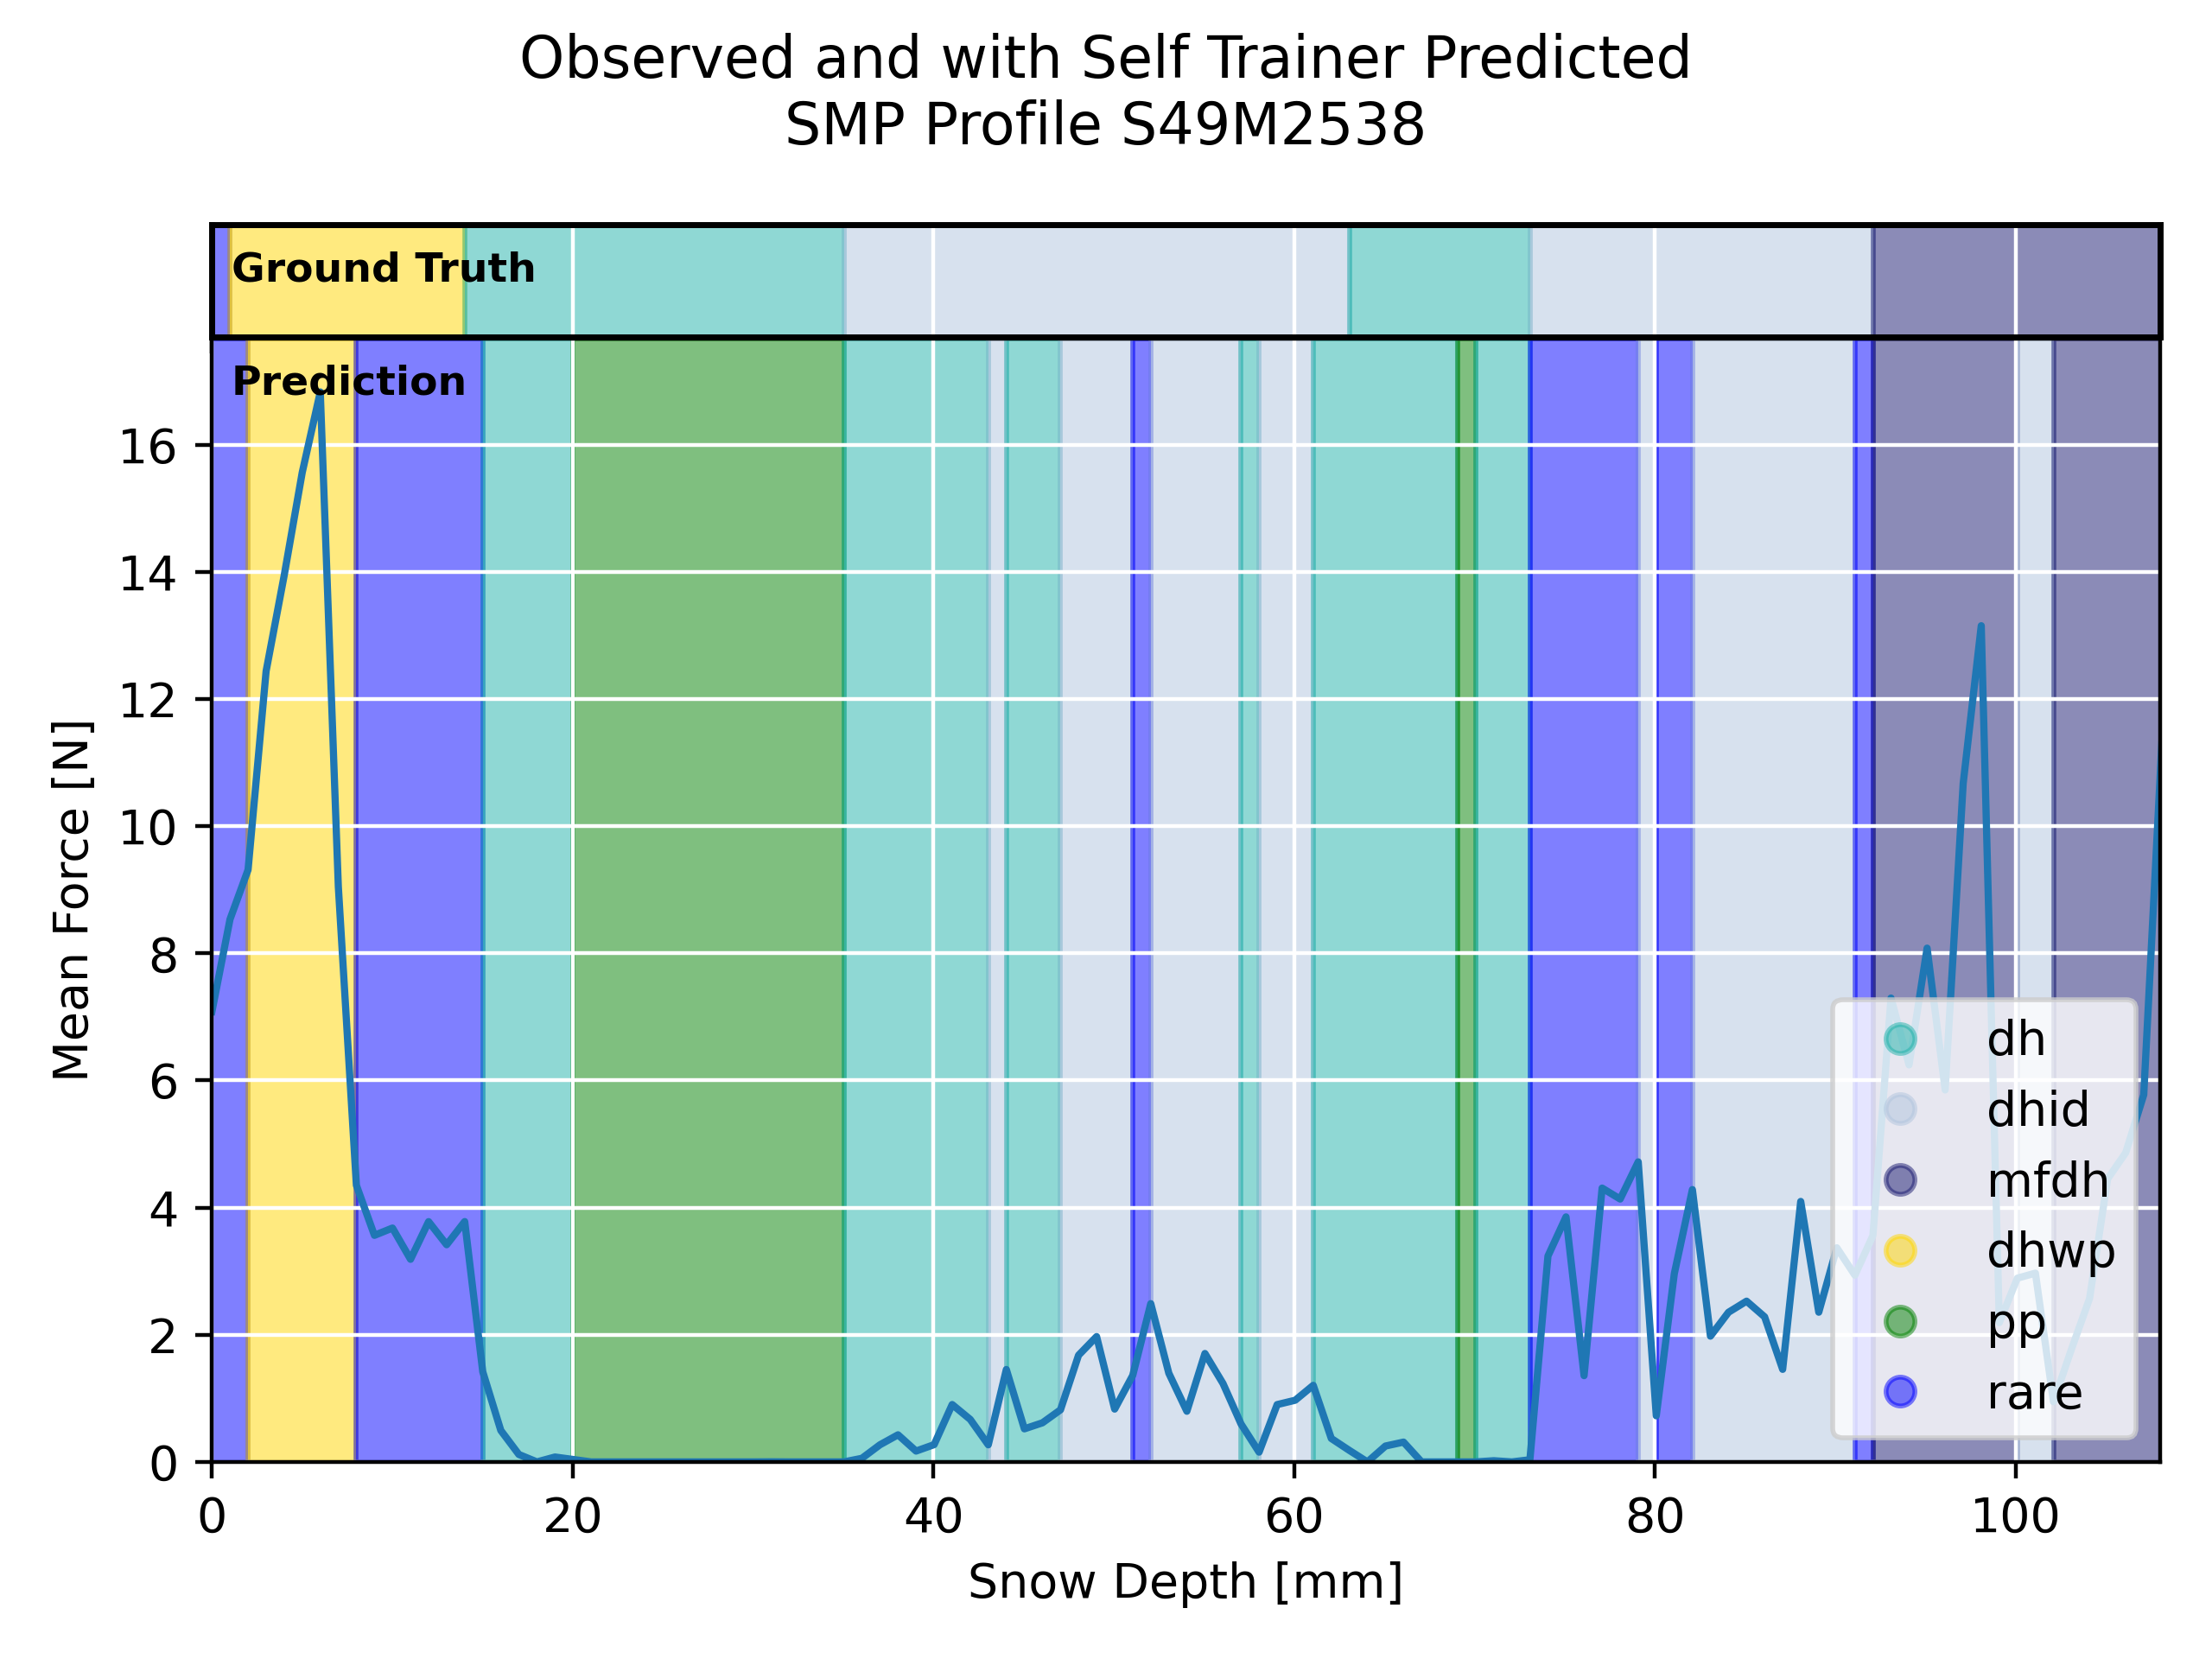 Observed and with Self Trainer Predicted
SMP Profile S49M2538
Ground Truth
Prediction
16
14
12
10
8
6
4
2
0
Mean Force [N]
0 20 40 60 80 100
Snow Depth [mm]
dh
dhid
mfdh
dhwp
pp
rare